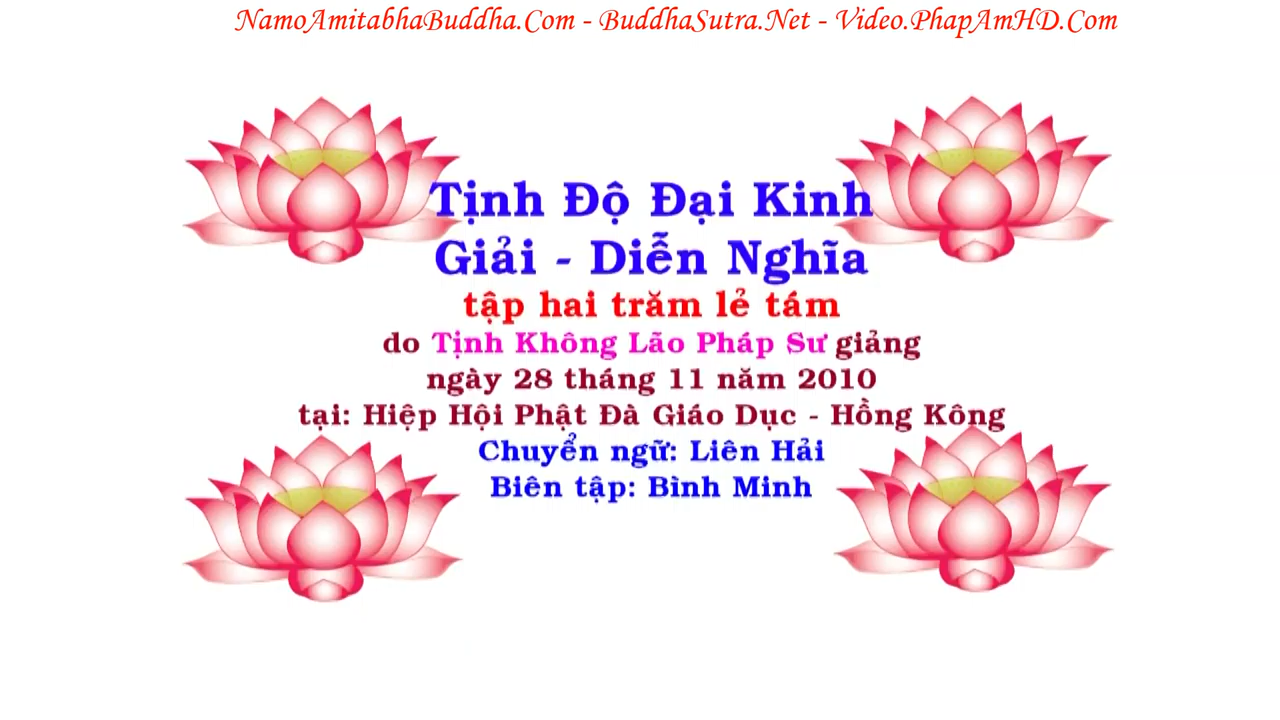 NamoAmitabhaBuddha.Com - BuddhaSutra.Net - Video.PhapAmHD.Com
Tịnh Độ Đại Kinh
Giải - Diễn Nghĩa
tập hai trăm lẻ tám
do Tịnh Không Lão Pháp Sư giảng
ngày 28 tháng 11 năm 2010
tại: Hiệp Hội Phật Đà Giáo Dục - Hồng Kông
Chuyển ngữ: Liên Hải
Biên tập: Bình Minh